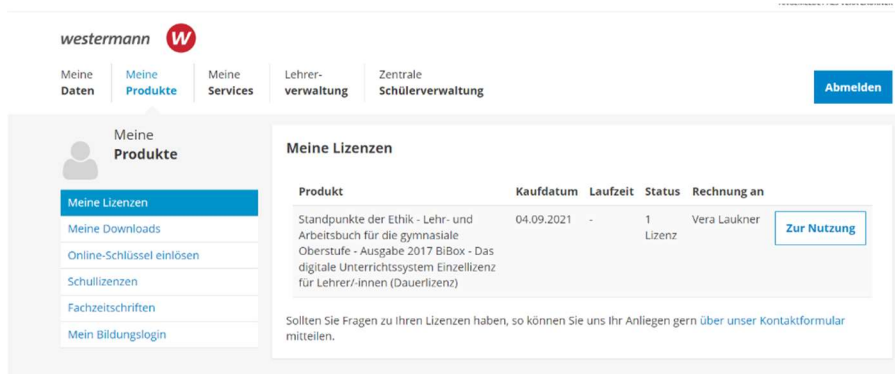 westermann W
Meine
Daten
Meine
Produkte
Meine
Services
Lehrer-
verwaltung
Zentrale
Schülerverwaltung
Abmelden
Meine
Produkte
Meine Lizenzen
Meine Downloads
Online-Schlüssel einlösen
Schullizenzen
Fachzeitschriften
Mein Bildungslogin
Meine Lizenzen
Produkt Kaufdatum Laufzeit Status Rechnung an
Standpunkte der Ethik - Lehr- und
Arbeitsbuch für die gymnasiale
Oberstufe - Ausgabe 2017 BiBox - Das
digitale Unterrichtssystem Einzellizenz
für Lehrer/-innen (Dauerlizenz)
04.09.2021
-
1
Lizenz
Vera Laukner
Zur Nutzung
Sollten Sie Fragen zu Ihren Lizenzen haben, so können Sie uns Ihr Anliegen gern über unser Kontaktformular
mitteilen.